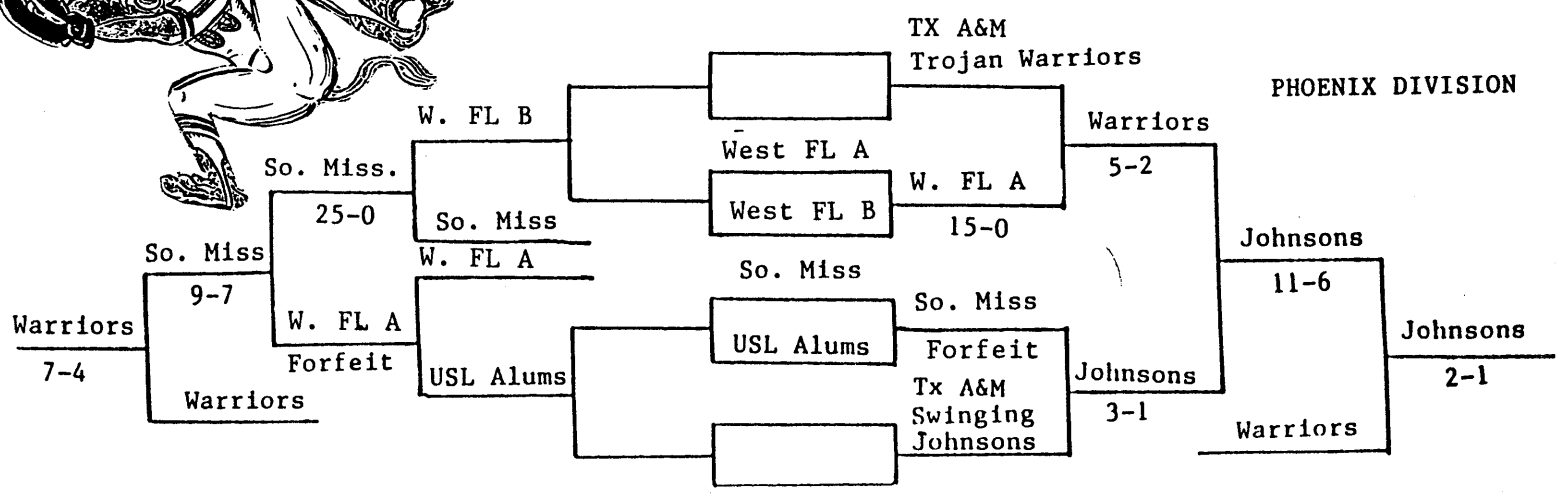 TX A&M
Trojan Warriors
PHOENIX DIVISION
W. FL B
Warriors
5-2
West FL A
So. Miss.
25-0
W. FL A
West FL B
15-0
So. Miss
So. Miss
9-7
W. FL A
Johnsons
11-6
So. Miss
So. Miss
Warriors
7-4
W. FL A
Forfeit
USL Alums
Forfeit
Johnsons
2-1
USL Alums
Tx A&M
Swinging
Johnsons
Johnsons
3-1
Warriors
Warriors